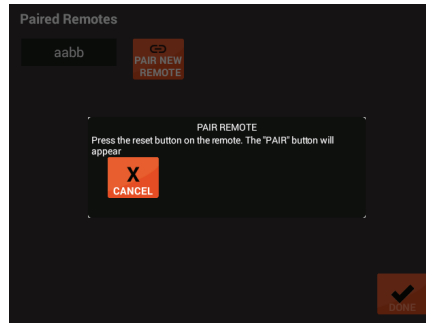 Paired Remotes
aabb
PAIR NEW
REMOTE
PAIR REMOTE
Press the reset button on the remote. The "PAIR" button will
appear
X
CANCEL
DONE